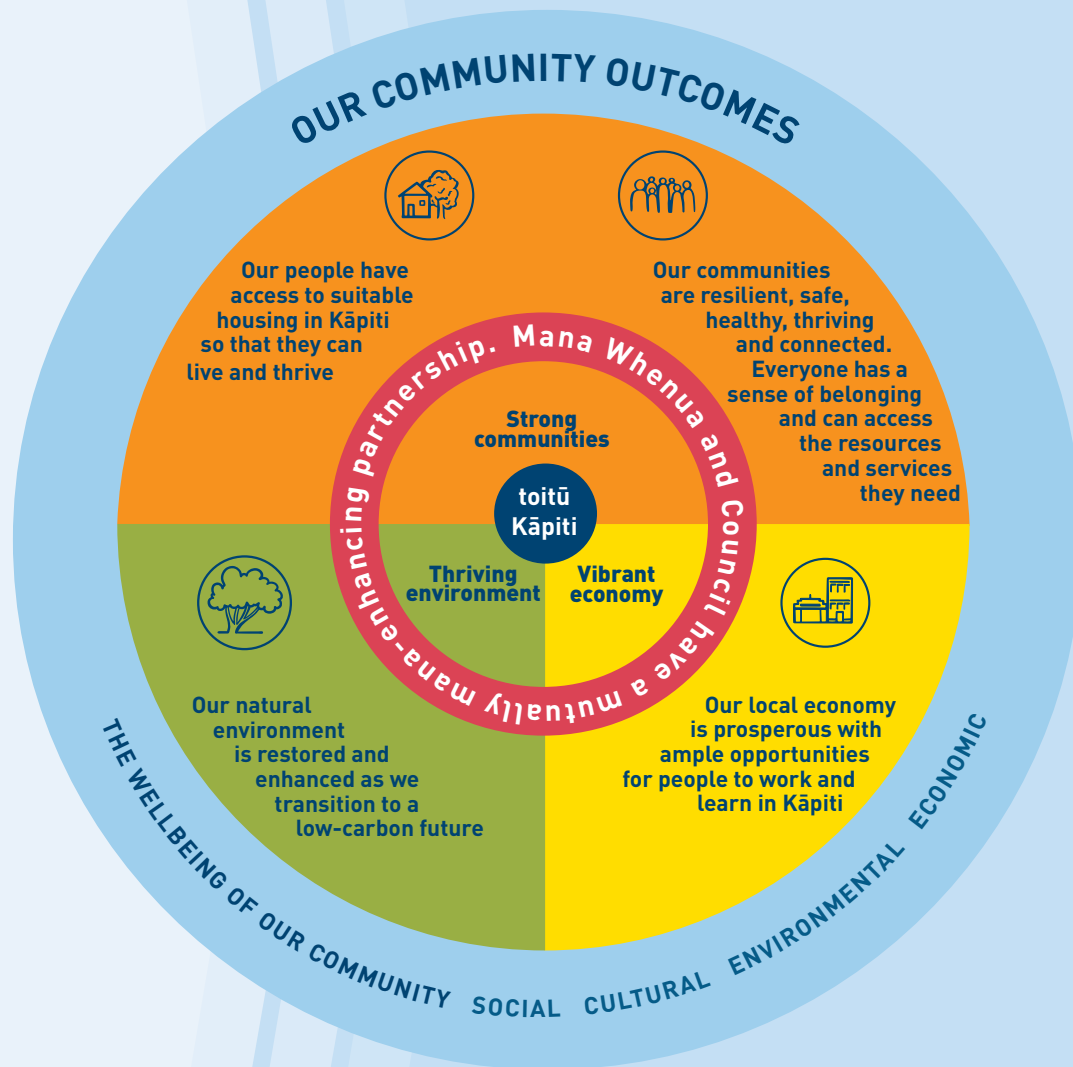 OUR COMMUNITY OUTCOMES
Our people have
access to suitable
housing in Kāpiti
so that they can
live and thrive
Our communities
are resilient, safe,
healthy, thriving
and connected.
Everyone has a
sense of belonging
and can access
the resources
and services
they need
Mana Whenua and Council have a mutually mana-enhancing partnership.
Strong
communities
toitū
Kāpiti
Thriving
environment
Vibrant
economy
Our natural
environment
is restored and
enhanced as we
transition to a
low-carbon future
Our local economy
is prosperous with
ample opportunities
for people to work and
learn in Kāpiti
THE WELLBEING OF OUR COMMUNITY SOCIAL CULTURAL ENVIRONMENTAL ECONOMIC